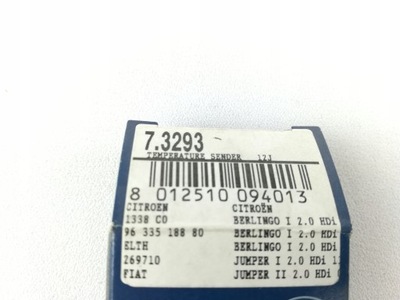 7.3293
TEMPERATURE SENDER 123
8 012510 094013
CITROEN CITROËN
1338 C0 BERLINGO I 2.0 HDi
96 335 188 80 BERLINGO I 2.0 HDi
ELTH BERLINGO I 2.0 HDi
269710 JUMPER I 2.0 HDi
FIAT JUMPER II 2.0 HDi